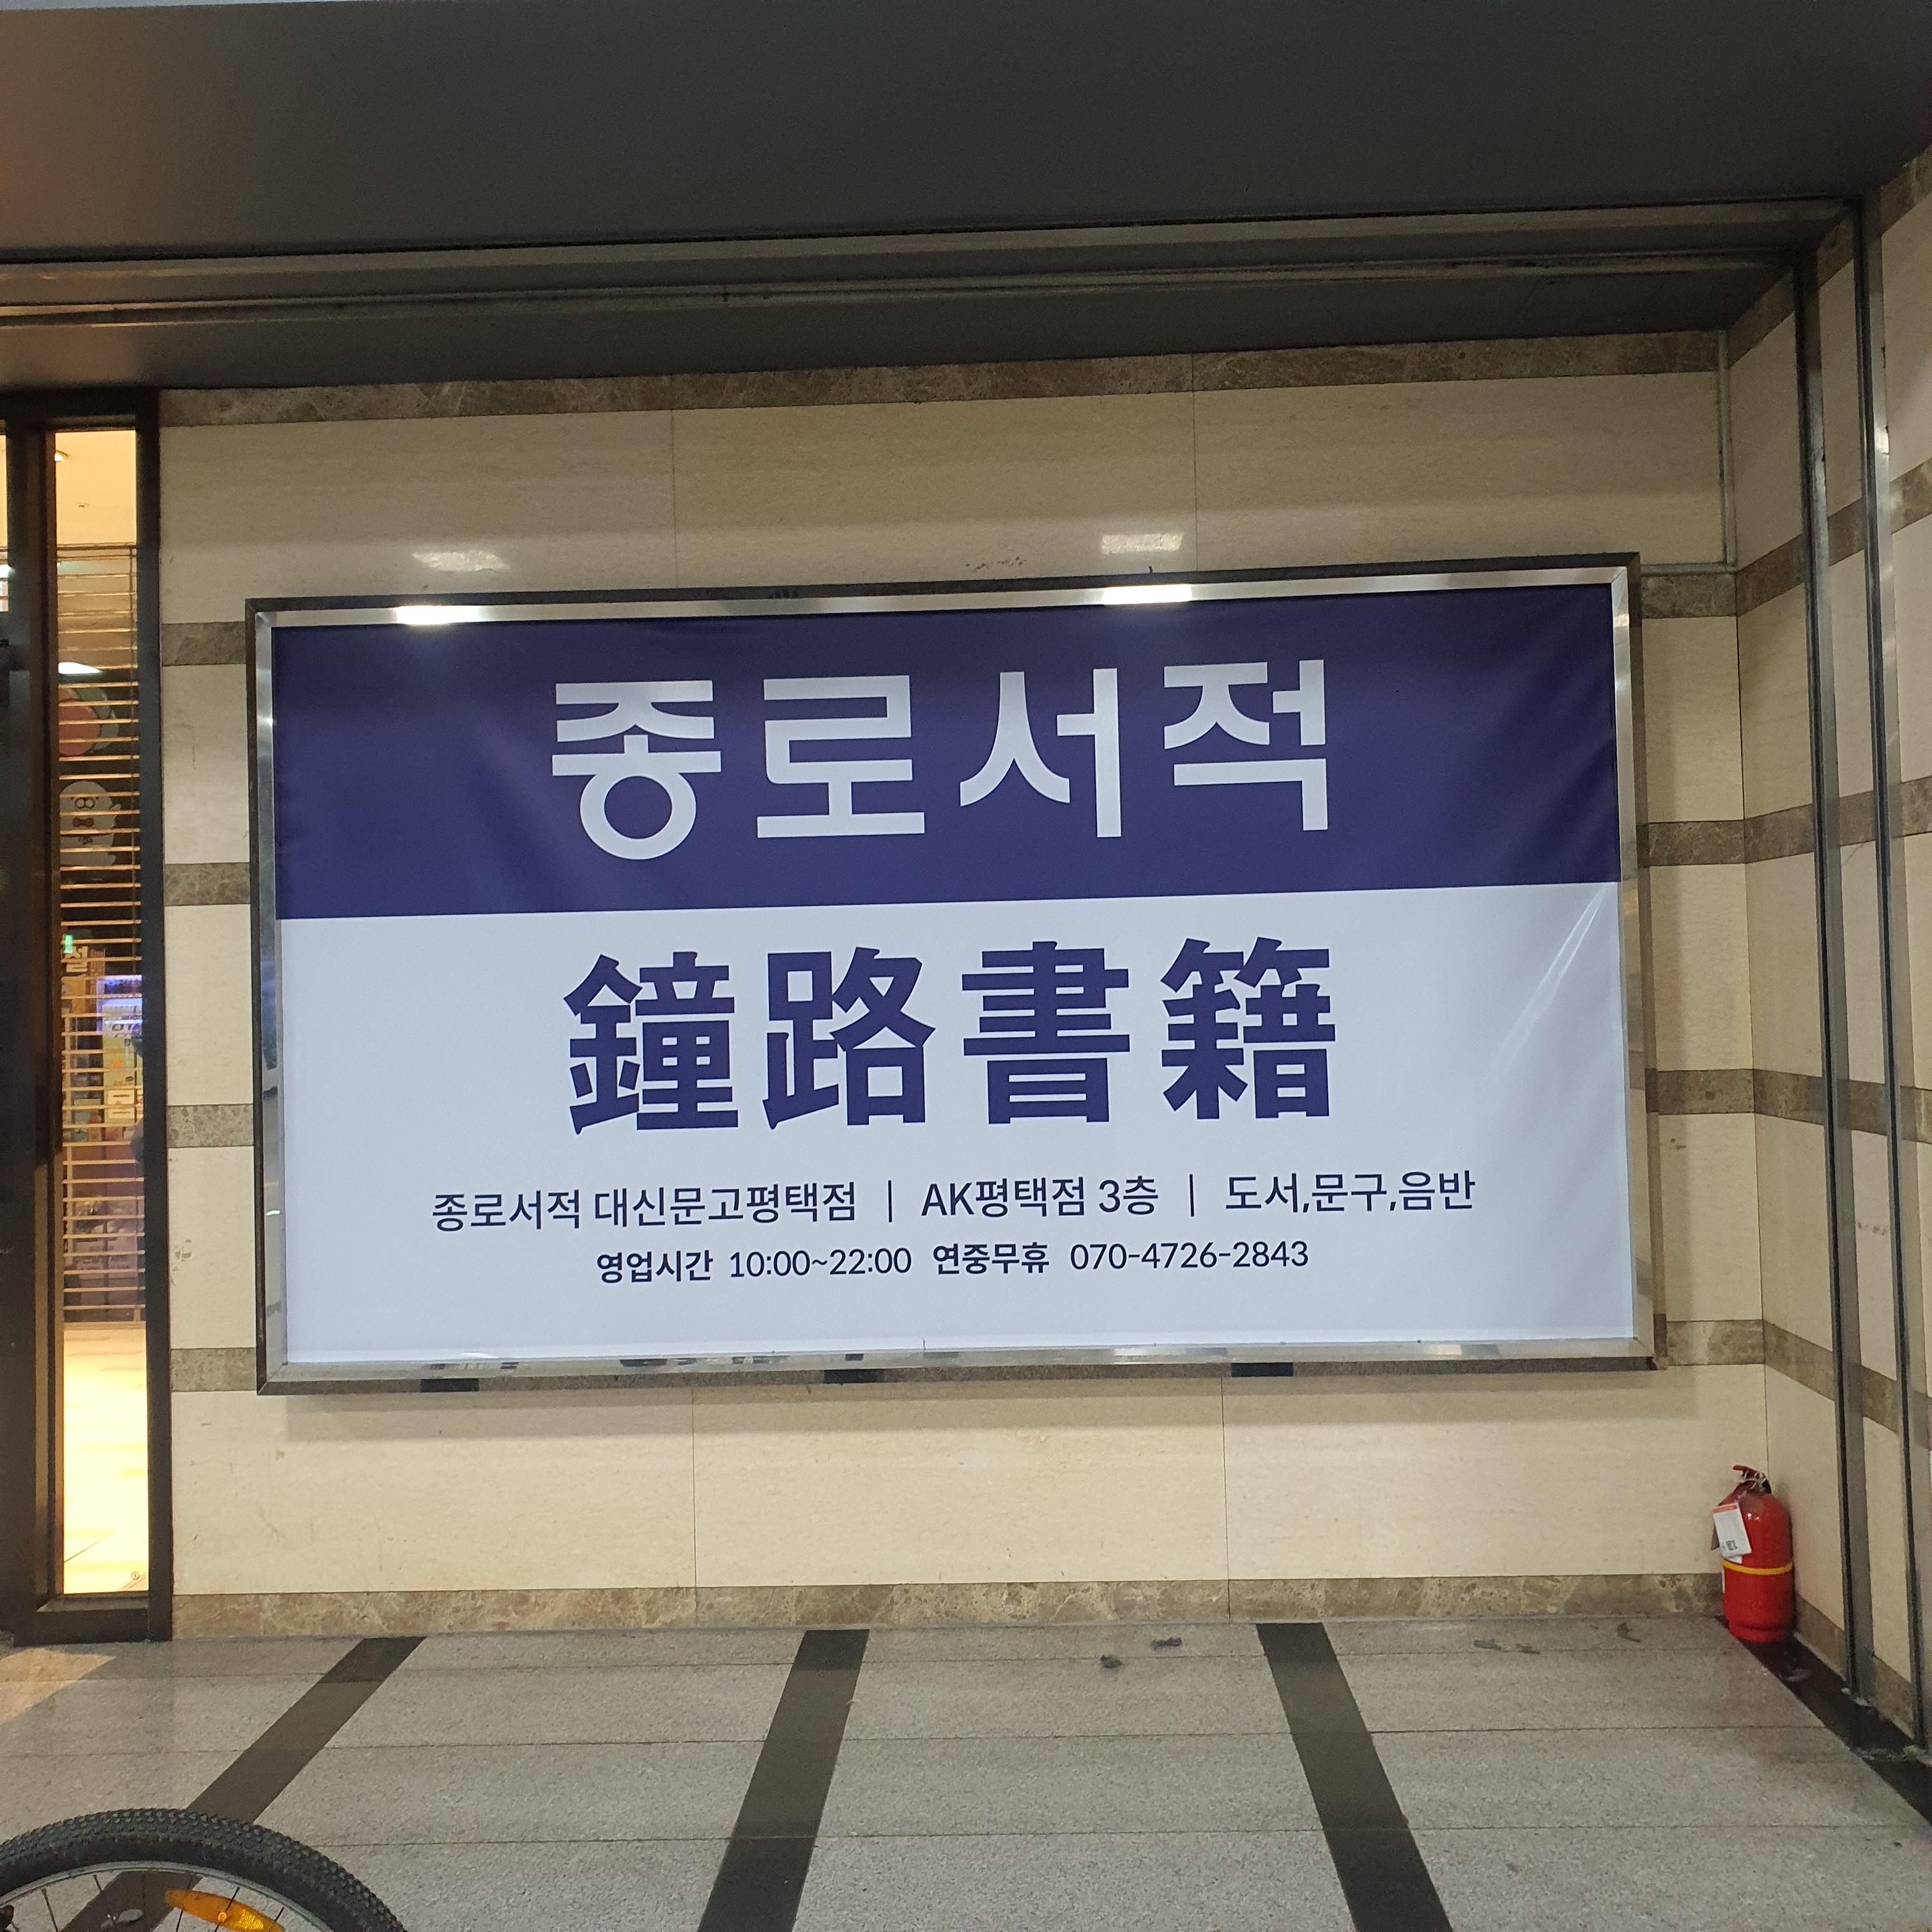 종로서적
鐘路書籍
종로서적 대신문고평택점 | AK평택점 3층 | 도서,문구,음반
영업시간 10:00~22:00 연중무휴 070-4726-2843